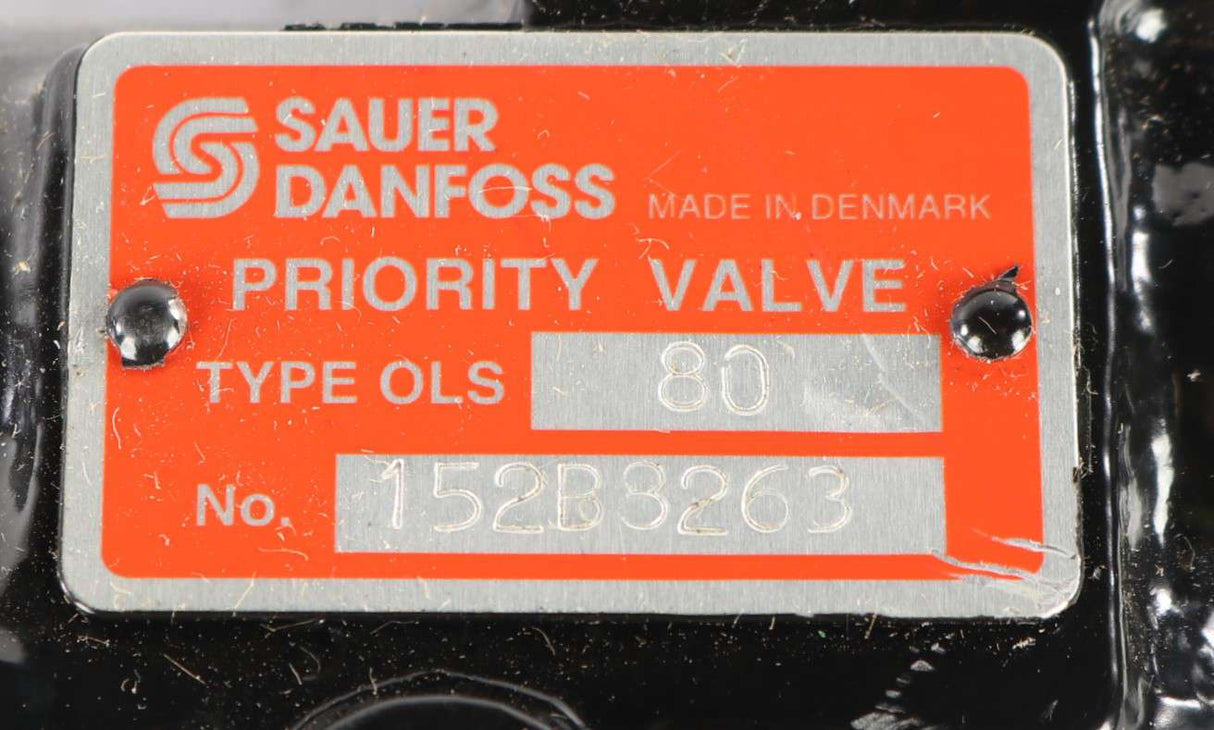 SAUER
DANFOSS MADE IN DENMARK
PRIORITY VALVE
TYPE OLS 80
No. 152B8263